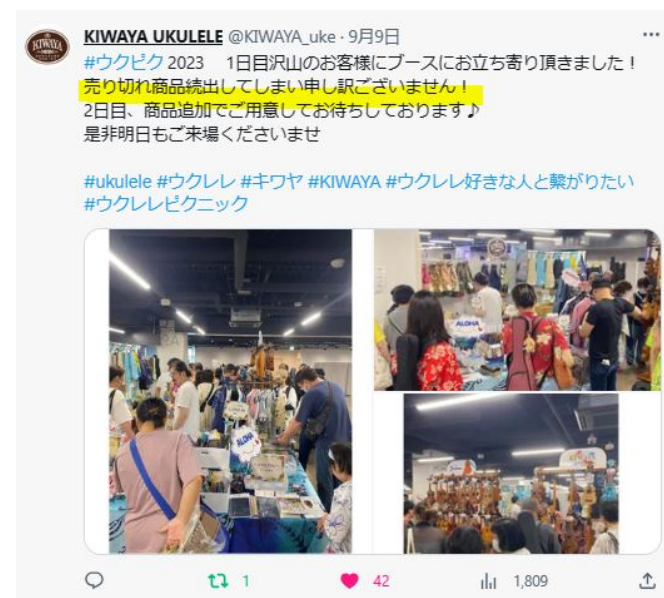 KIWAYA UKULELE @KIWAYA_uke · 9月9日
#ウクピク 2023　1日目沢山のお客様にブースにお立ち寄り頂きました！
売り切れ商品続出してしまい申し訳ございません！
2日目、商品追加でご用意してお待ちしております♪
是非明日もご来場くださいませ
#ukulele #ウクレレ #キワヤ #KIWAYA #ウクレレ好きな人と繋がりたい
#ウクレレピクニック
KIWAYA
ALOHA
ALOHA
1 42 1,809